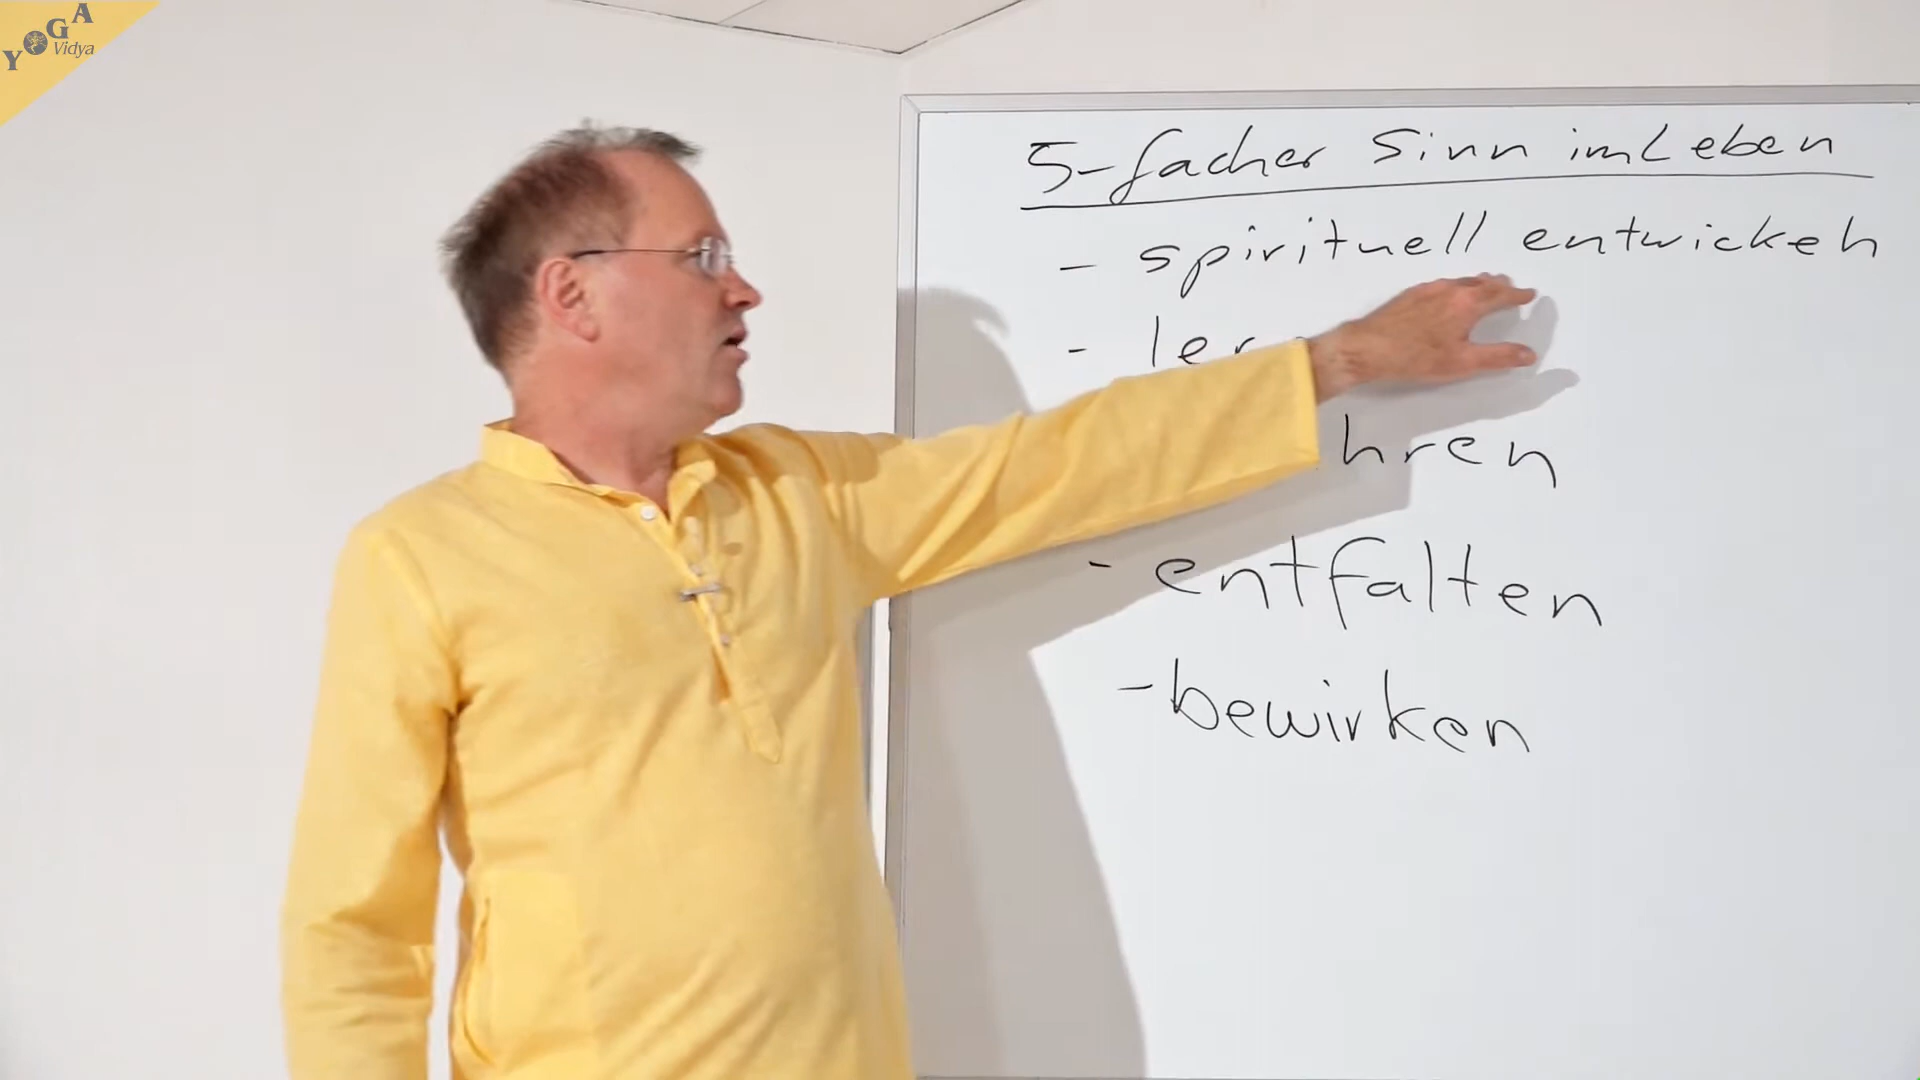 YOGA
Vidya
5-facher Sinn im Leben
- spirituell entwickeln
- ler
hren
- entfalten
- bewirken